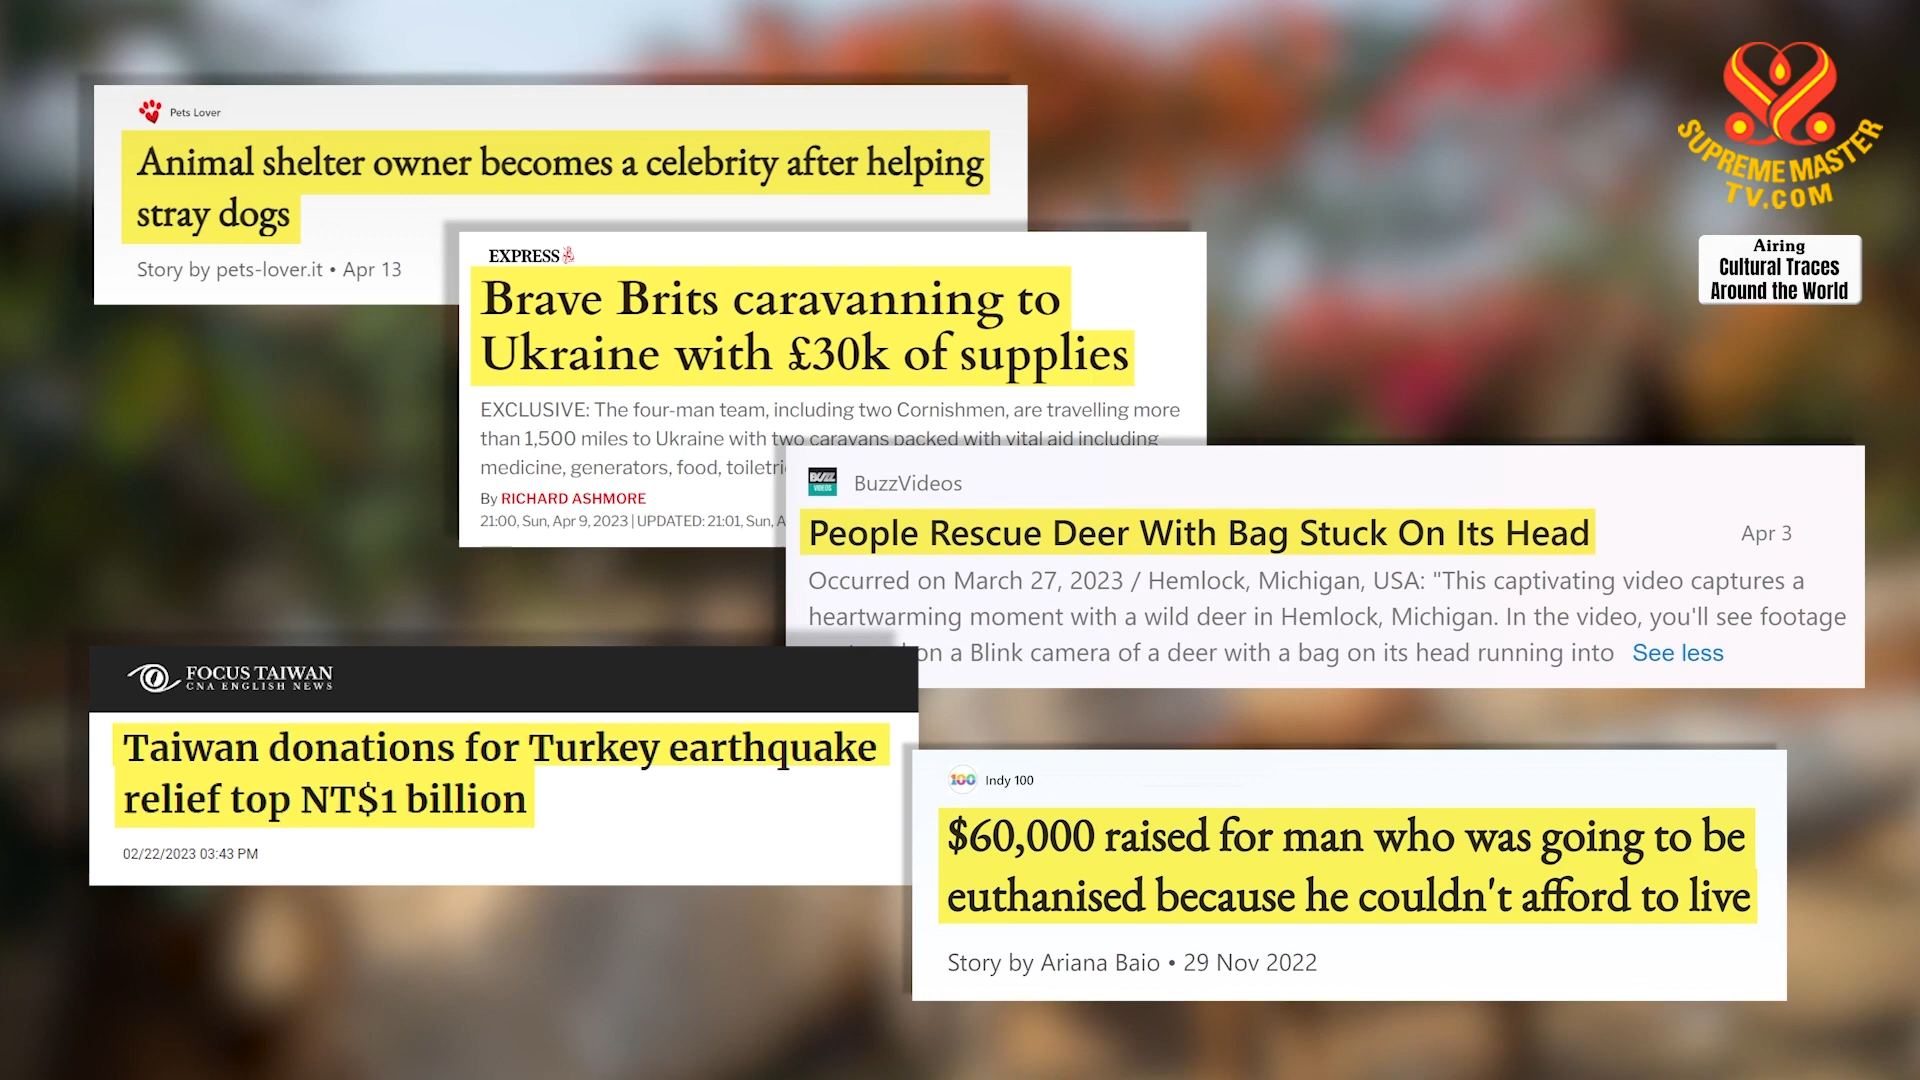 Pets Lover
Animal shelter owner becomes a celebrity after helping
stray dogs
Story by pets-lover.it • Apr 13
EXPRESS
Brave Brits caravanning to
Ukraine with £30k of supplies
EXCLUSIVE: The four-man team, including two Cornishmen, are travelling more
than 1,500 miles to Ukraine with two caravans packed with vital aid including
medicine, generators, food,
By RICHARD ASHMORE
21:00, Sun, Apr 9, 2023 | UPDATED: 21:01, Sun,
BUZZ
VIDEOS
BuzzVideos
People Rescue Deer With Bag Stuck On Its Head
Apr 3
Occurred on March 27, 2023 / Hemlock, Michigan, USA: "This captivating video captures a
heartwarming moment with a wild deer in Hemlock, Michigan. In the video, you'll see footage
on a Blink camera of a deer with a bag on its head running into See less
FOCUS TAIWAN
CNA ENGLISH NEWS
Taiwan donations for Turkey earthquake
relief top NT$1 billion
02/22/2023 03:43 PM
100 Indy 100
$60,000 raised for man who was going to be
euthanised because he couldn't afford to live
Story by Ariana Baio • 29 Nov 2022
SUPREME MASTER
TV.COM
Airing
Cultural Traces
Around the World